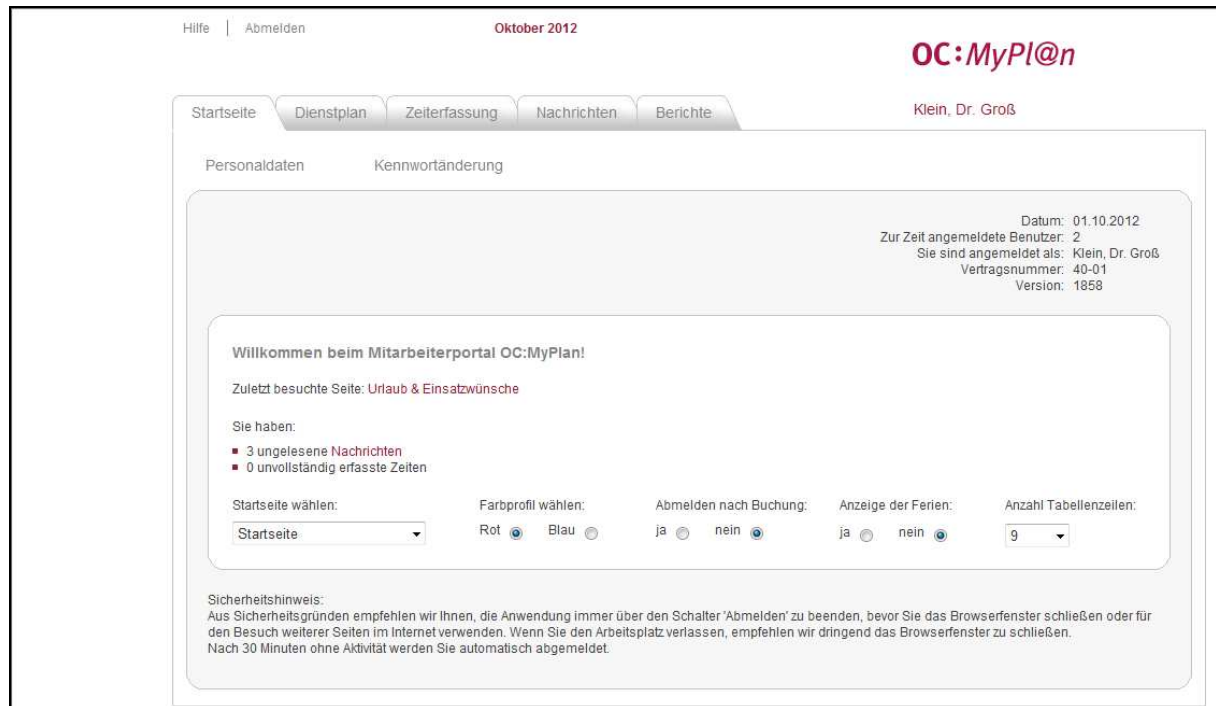 Hilfe | Abmelden Oktober 2012
OC:MyPl@n
Startseite Dienstplan Zeiterfassung Nachrichten Berichte Klein, Dr. Groß
Personaldaten Kennwortänderung
Datum: 01.10.2012
Zur Zeit angemeldete Benutzer: 2
Sie sind angemeldet als: Klein, Dr. Groß
Vertragsnummer: 40-01
Version: 1858
Willkommen beim Mitarbeiterportal OC:MyPlan!
Zuletzt besuchte Seite: Urlaub & Einsatzwünsche
Sie haben:
3 ungelesene Nachrichten
0 unvollständig erfasste Zeiten
Startseite wählen: Farbprofil wählen: Abmelden nach Buchung: Anzeige der Ferien: Anzahl Tabellenzeilen:
Startseite Rot Blau ja nein ja nein 9
Sicherheitshinweis:
Aus Sicherheitsgründen empfehlen wir Ihnen, die Anwendung immer über den Schalter 'Abmelden' zu beenden, bevor Sie das Browserfenster schließen oder für
den Besuch weiterer Seiten im Internet verwenden. Wenn Sie den Arbeitsplatz verlassen, empfehlen wir dringend das Browserfenster zu schließen.
Nach 30 Minuten ohne Aktivität werden Sie automatisch abgemeldet.